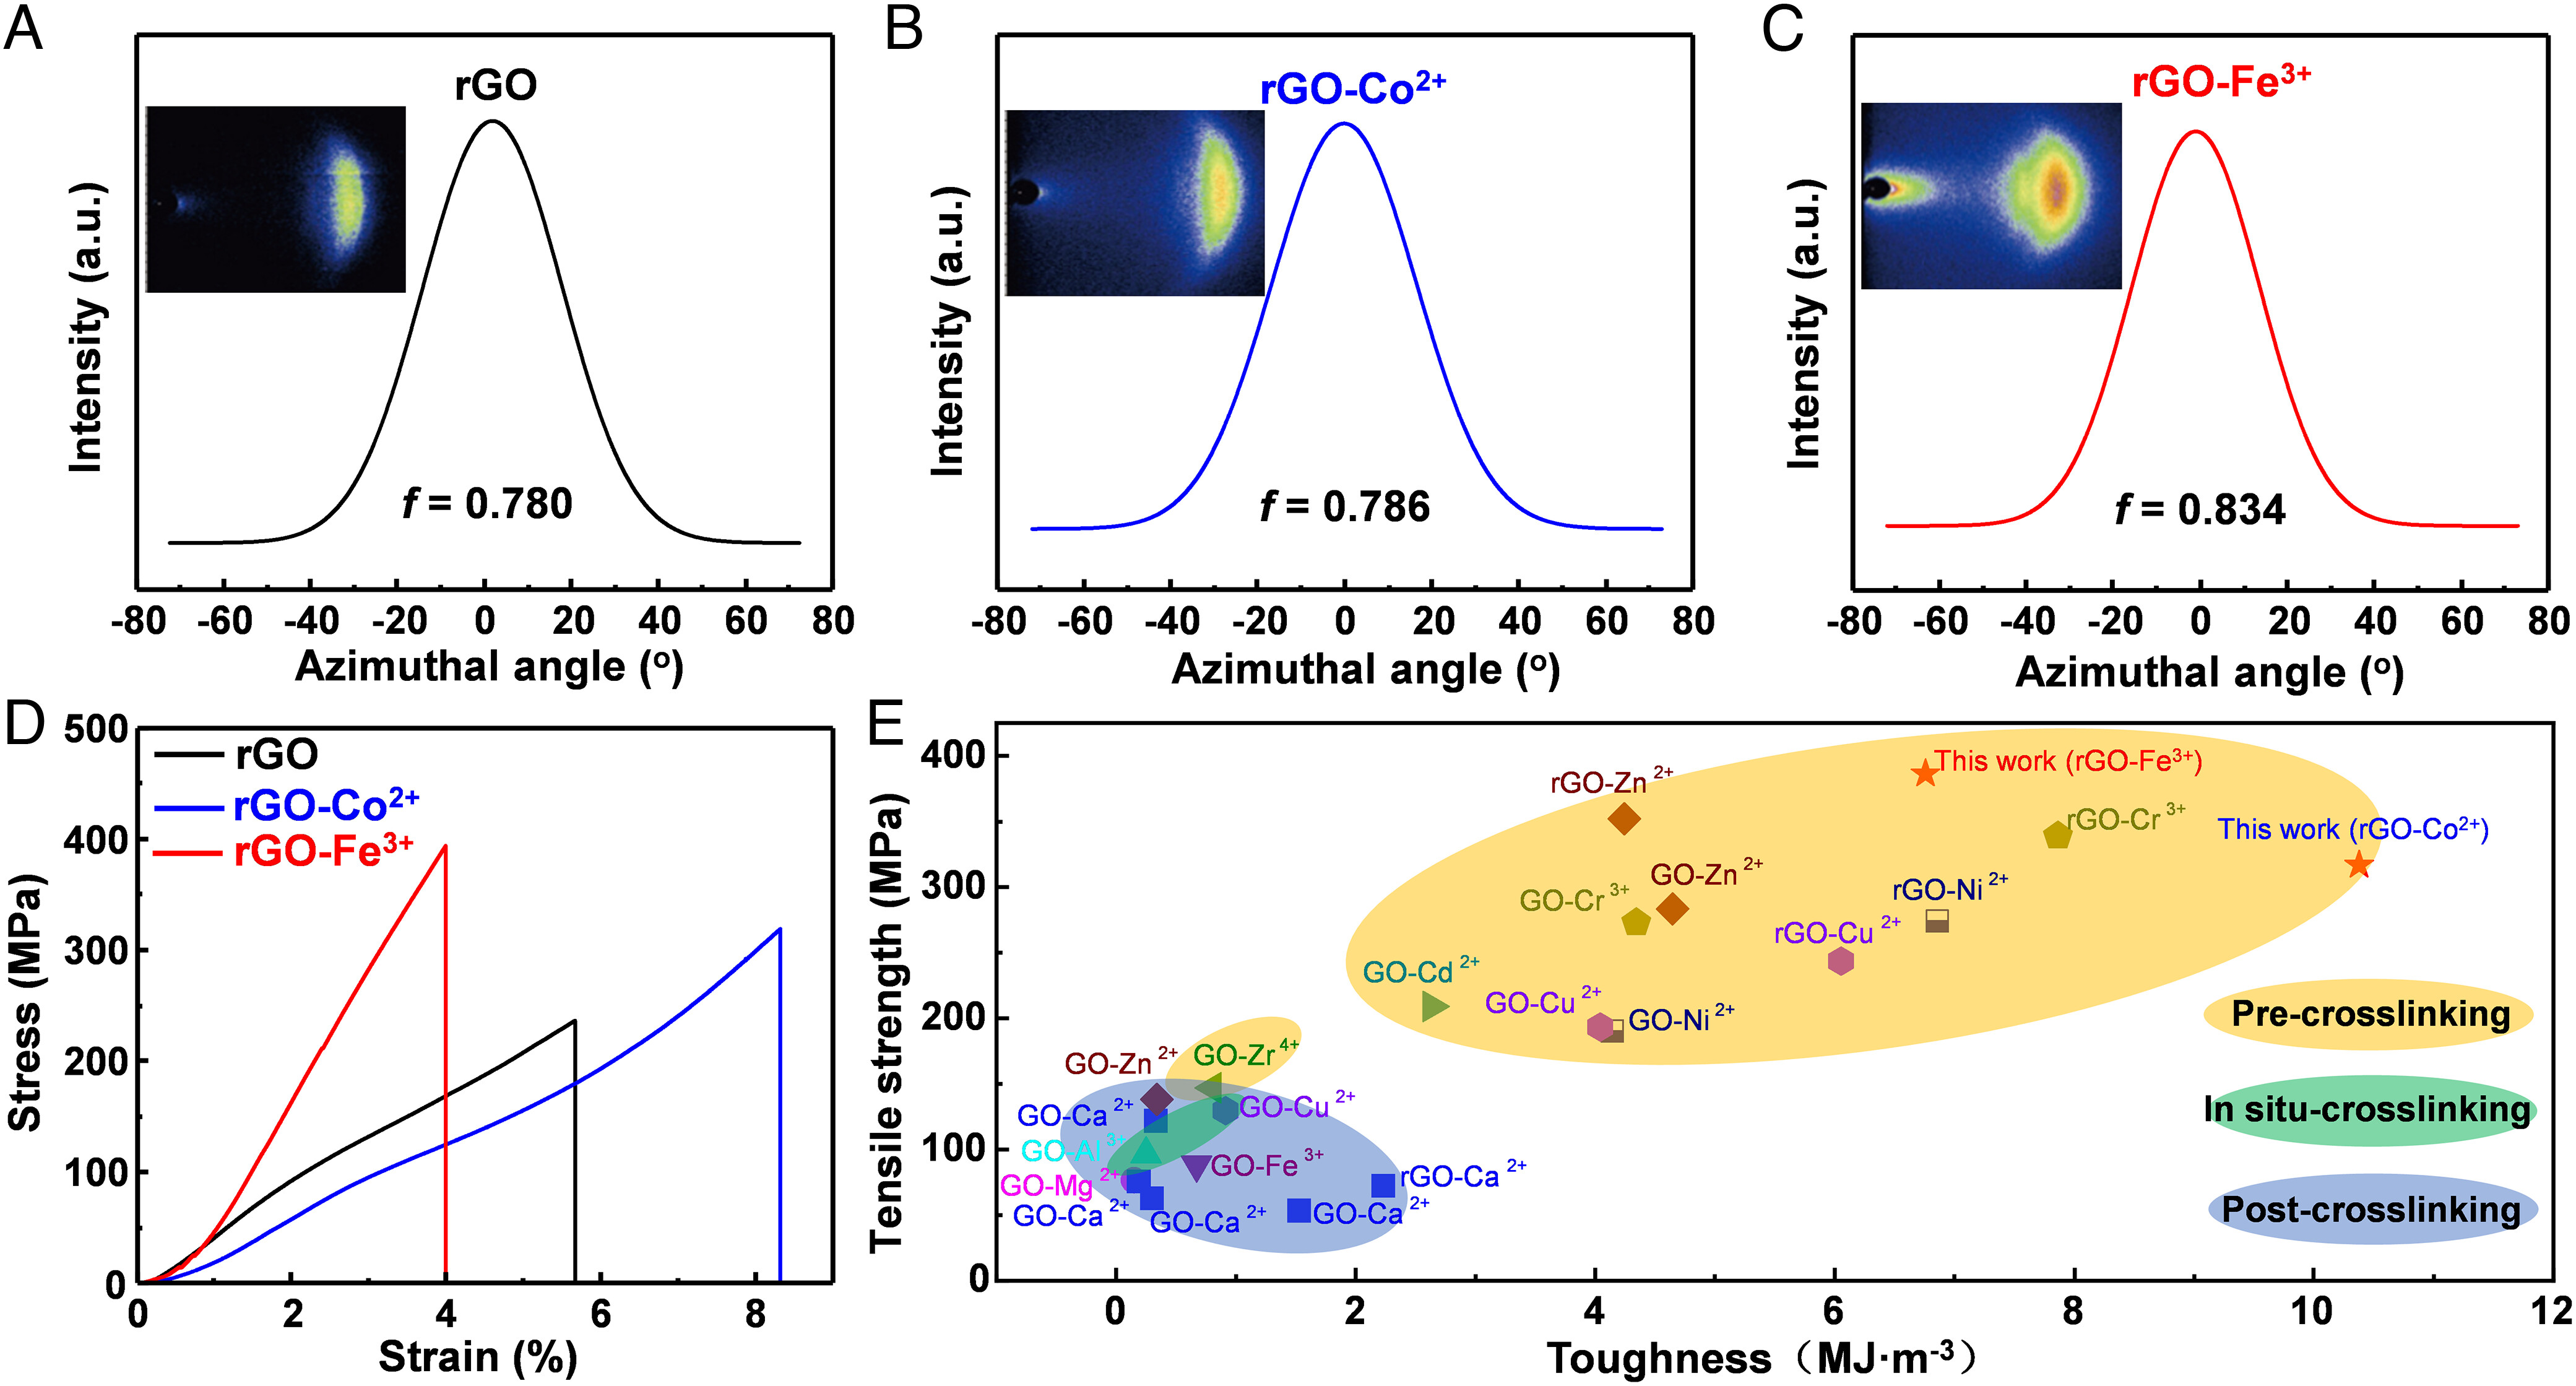 A
rGO
f = 0.780
Intensity (a.u.)
-80 -60 -40 -20 0 20 40 60 80
Azimuthal angle (º)
B
rGO-Co²⁺
f = 0.786
Intensity (a.u.)
-80 -60 -40 -20 0 20 40 60 80
Azimuthal angle (º)
C
rGO-Fe³⁺
f = 0.834
Intensity (a.u.)
-80 -60 -40 -20 0 20 40 60 80
Azimuthal angle (º)
D
rGO
rGO-Co²⁺
rGO-Fe³⁺
500
400
300
200
100
0
Stress (MPa)
0 2 4 6 8
Strain (%)
E
400
300
200
100
0
Tensile strength (MPa)
This work (rGO-Fe³⁺)
rGO-Zn ²⁺
rGO-Cr ³⁺
This work (rGO-Co²⁺)
GO-Zn ²⁺
GO-Cr ³⁺
rGO-Ni ²⁺
rGO-Cu ²⁺
GO-Cd ²⁺
GO-Cu ²⁺
GO-Ni ²⁺
GO-Zn ²⁺
GO-Zr ⁴⁺
GO-Ca ²⁺
GO-Cu ²⁺
GO-Al ³⁺
GO-Fe ³⁺
GO-Mg ²⁺
rGO-Ca ²⁺
GO-Ca ²⁺
GO-Ca ²⁺
GO-Ca ²⁺
Pre-crosslinking
In situ-crosslinking
Post-crosslinking
0 2 4 6 8 10 12
Toughness（MJ·m⁻³）